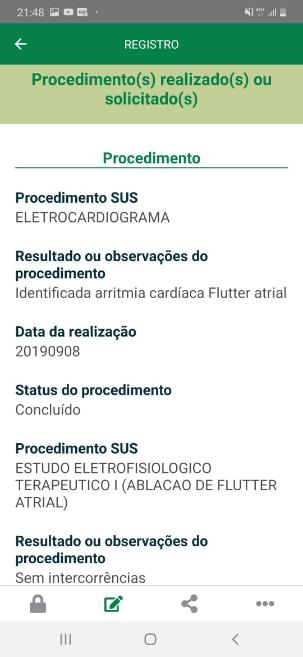 21:48
REGISTRO
Procedimento(s) realizado(s) ou
solicitado(s)
Procedimento
Procedimento SUS
ELETROCARDIOGRAMA
Resultado ou observações do
procedimento
Identificada arritmia cardíaca Flutter atrial
Data da realização
20190908
Status do procedimento
Concluído
Procedimento SUS
ESTUDO ELETROFISIOLOGICO
TERAPEUTICO I (ABLACAO DE FLUTTER
ATRIAL)
Resultado ou observações do
procedimento
Sem intercorrências